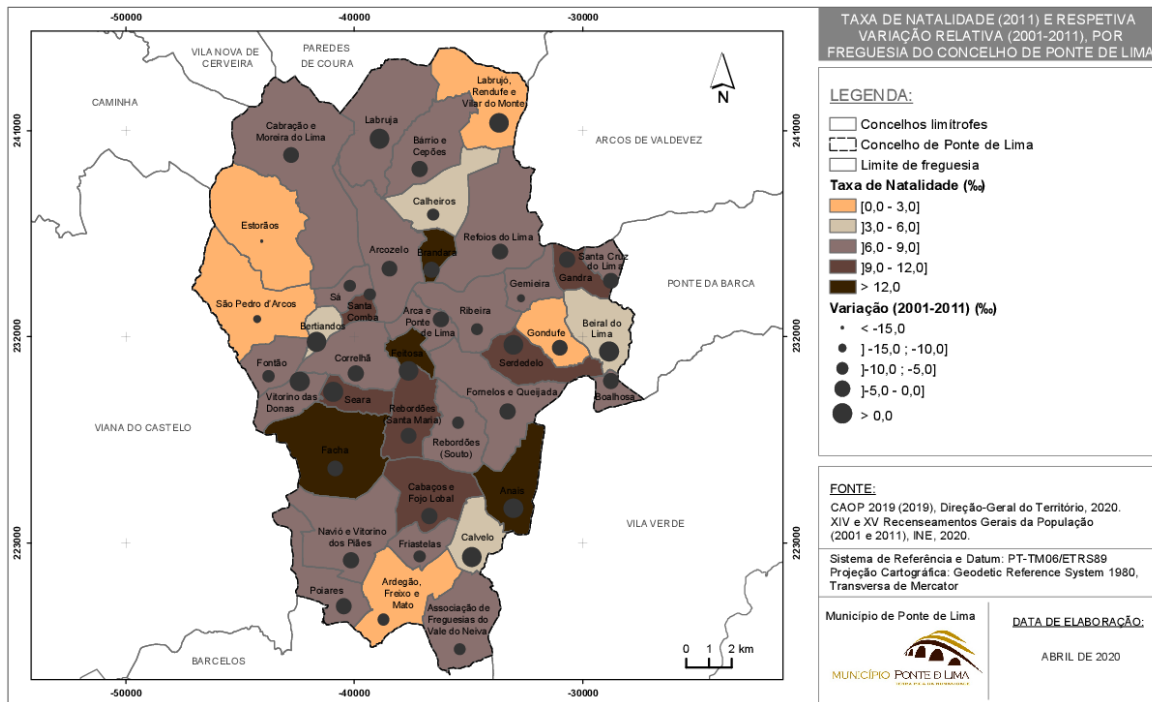 -50000
-40000
-30000
TAXA DE NATALIDADE (2011) E RESPETIVA
VARIAÇÃO RELATIVA (2001-2011), POR
FREGUESIA DO CONCELHO DE PONTE DE LIMA
241000
232000
223000
VILA NOVA DE
CERVEIRA
PAREDES
DE COURA
CAMINHA
ARCOS DE VALDEVEZ
PONTE DA BARCA
VIANA DO CASTELO
VILA VERDE
BARCELOS
N
Labrujó,
Rendufe e
Vilar do Monte
Cabração e
Moreira do Lima
Labruja
Bárrio e
Cepões
Calheiros
Estorãos
Arcozelo
Brandara
Refoios do Lima
Santa Cruz
do Lima
Gandra
Gemieira
Sá
Santa
Comba
São Pedro d'Arcos
Bertiandos
Arca e
Ponte
de Lima
Ribeira
Gondufe
Beiral do
Lima
Fontão
Correlhã
Feitosa
Serdedelo
Vitorino das
Donas
Seara
Rebordões
(Santa Maria)
Fornelos e Queijada
Boalhosa
Rebordões
(Souto)
Facha
Cabaços e
Fojo Lobal
Anais
Navió e Vitorino
dos Piães
Friastelas
Calvelo
Ardegão,
Freixo e
Mato
Poiares
Associação de
Freguesias do
Vale do Neiva
0 1 2 km
241000
232000
223000
-50000
-40000
-30000
LEGENDA:
Concelhos limítrofes
Concelho de Ponte de Lima
Limite de freguesia
Taxa de Natalidade (‰)
[0,0 - 3,0]
]3,0 - 6,0]
]6,0 - 9,0]
]9,0 - 12,0]
> 12,0
Variação (2001-2011) (‰)
< -15,0
] -15,0 ; -10,0]
]-10,0 ; -5,0]
]-5,0 - 0,0]
> 0,0
FONTE:
CAOP 2019 (2019), Direção-Geral do Território, 2020.
XIV e XV Recenseamentos Gerais da População
(2001 e 2011), INE, 2020.
Sistema de Referência e Datum: PT-TM06/ETRS89
Projeção Cartográfica: Geodetic Reference System 1980,
Transversa de Mercator
Município de Ponte de Lima
MUNICÍPIO PONTE D LIMA
DATA DE ELABORAÇÃO:
ABRIL DE 2020